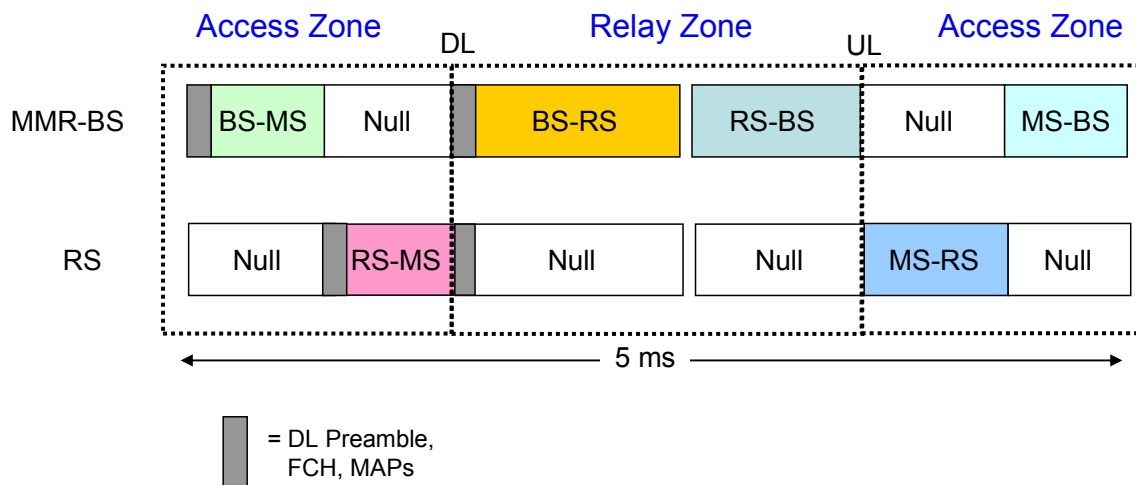 Access Zone
DL
Relay Zone
UL
Access Zone
MMR-BS
BS-MS
Null
BS-RS
RS-BS
Null
MS-BS
RS
Null
RS-MS
Null
Null
MS-RS
Null
5 ms
= DL Preamble,
FCH, MAPs